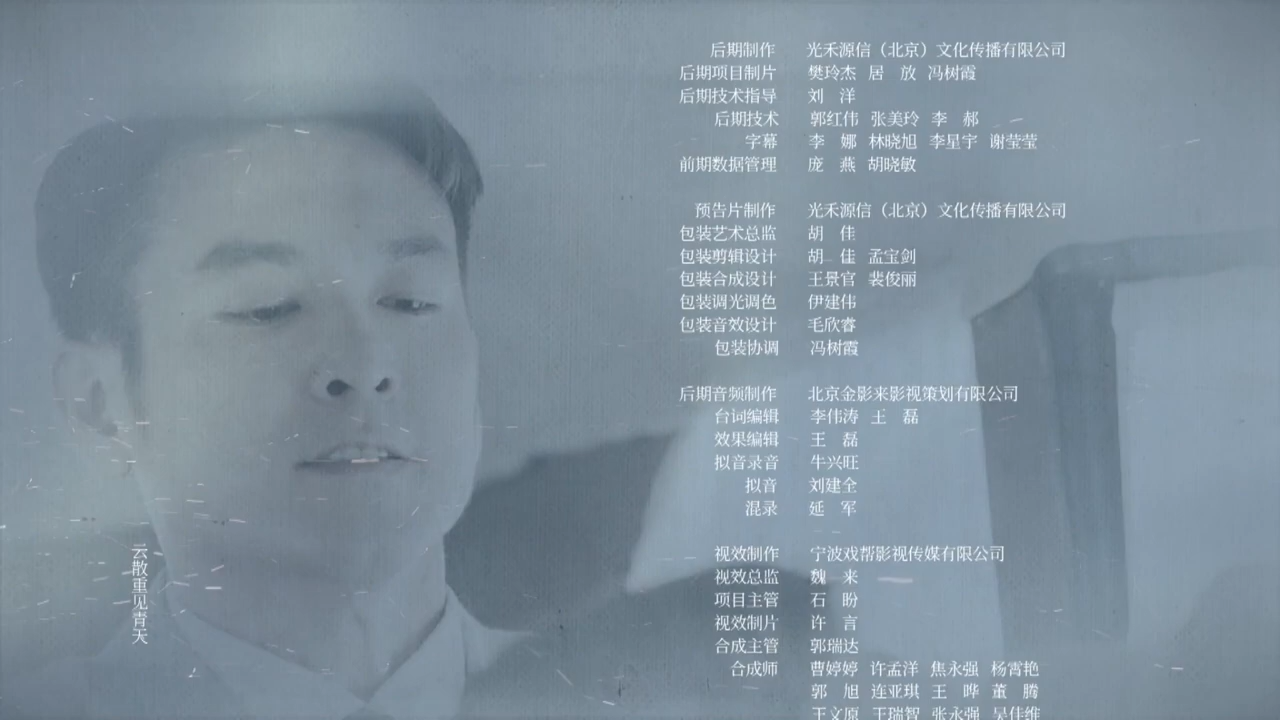 后期制作 光禾源信（北京）文化传播有限公司
后期项目制片 樊玲杰 居 放 冯树霞
后期技术指导 刘 洋
后期技术 郭红伟 张美玲 李 郝
字幕 李 娜 林晓旭 李星宇 谢莹莹
前期数据管理 庞 燕 胡晓敏
预告片制作 光禾源信（北京）文化传播有限公司
包装艺术总监 胡 佳
包装剪辑设计 胡 佳 孟宝剑
包装合成设计 王景官 裴俊丽
包装调光调色 伊建伟
包装音效设计 毛欣睿
包装协调 冯树霞
后期音频制作 北京金影来影视策划有限公司
台词编辑 李伟涛 王 磊
效果编辑 王 磊
拟音录音 牛兴旺
拟音 刘建全
混录 延 军
视效制作 宁波戏帮影视传媒有限公司
视效总监 魏 来
项目主管 石 盼
视效制片 许 言
合成主管 郭瑞达
合成师 曹婷婷 许孟洋 焦永强 杨霄艳
郭 旭 连亚琪 王 晔 董 腾
王文原 王瑞智 张永强 吴佳维
云散重见青天